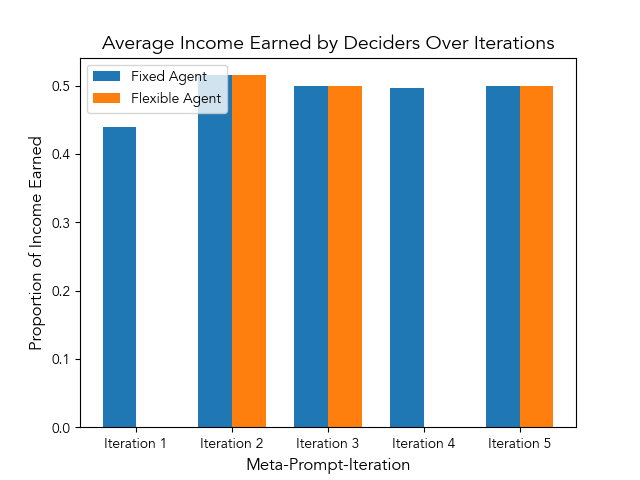 Average Income Earned by Deciders Over Iterations
Fixed Agent
Flexible Agent
Proportion of Income Earned
0.5
0.4
0.3
0.2
0.1
0.0
Iteration 1
Iteration 2
Iteration 3
Iteration 4
Iteration 5
Meta-Prompt-Iteration